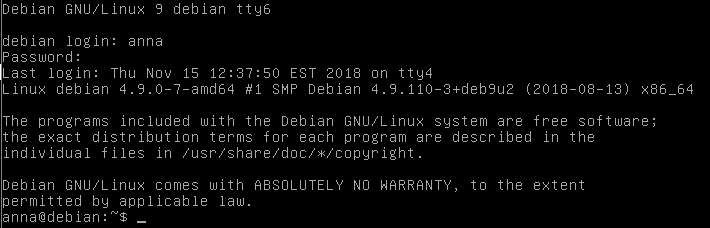 Debian GNU/Linux 9 debian tty6
debian login: anna
Password:
Last login: Thu Nov 15 12:37:50 EST 2018 on tty4
Linux debian 4.9.0-7-amd64 #1 SMP Debian 4.9.110-3+deb9u2 (2018-08-13) x86_64
The programs included with the Debian GNU/Linux system are free software;
the exact distribution terms for each program are described in the
individual files in /usr/share/doc/*/copyright.
Debian GNU/Linux comes with ABSOLUTELY NO WARRANTY, to the extent
permitted by applicable law.
anna@debian:~$ _